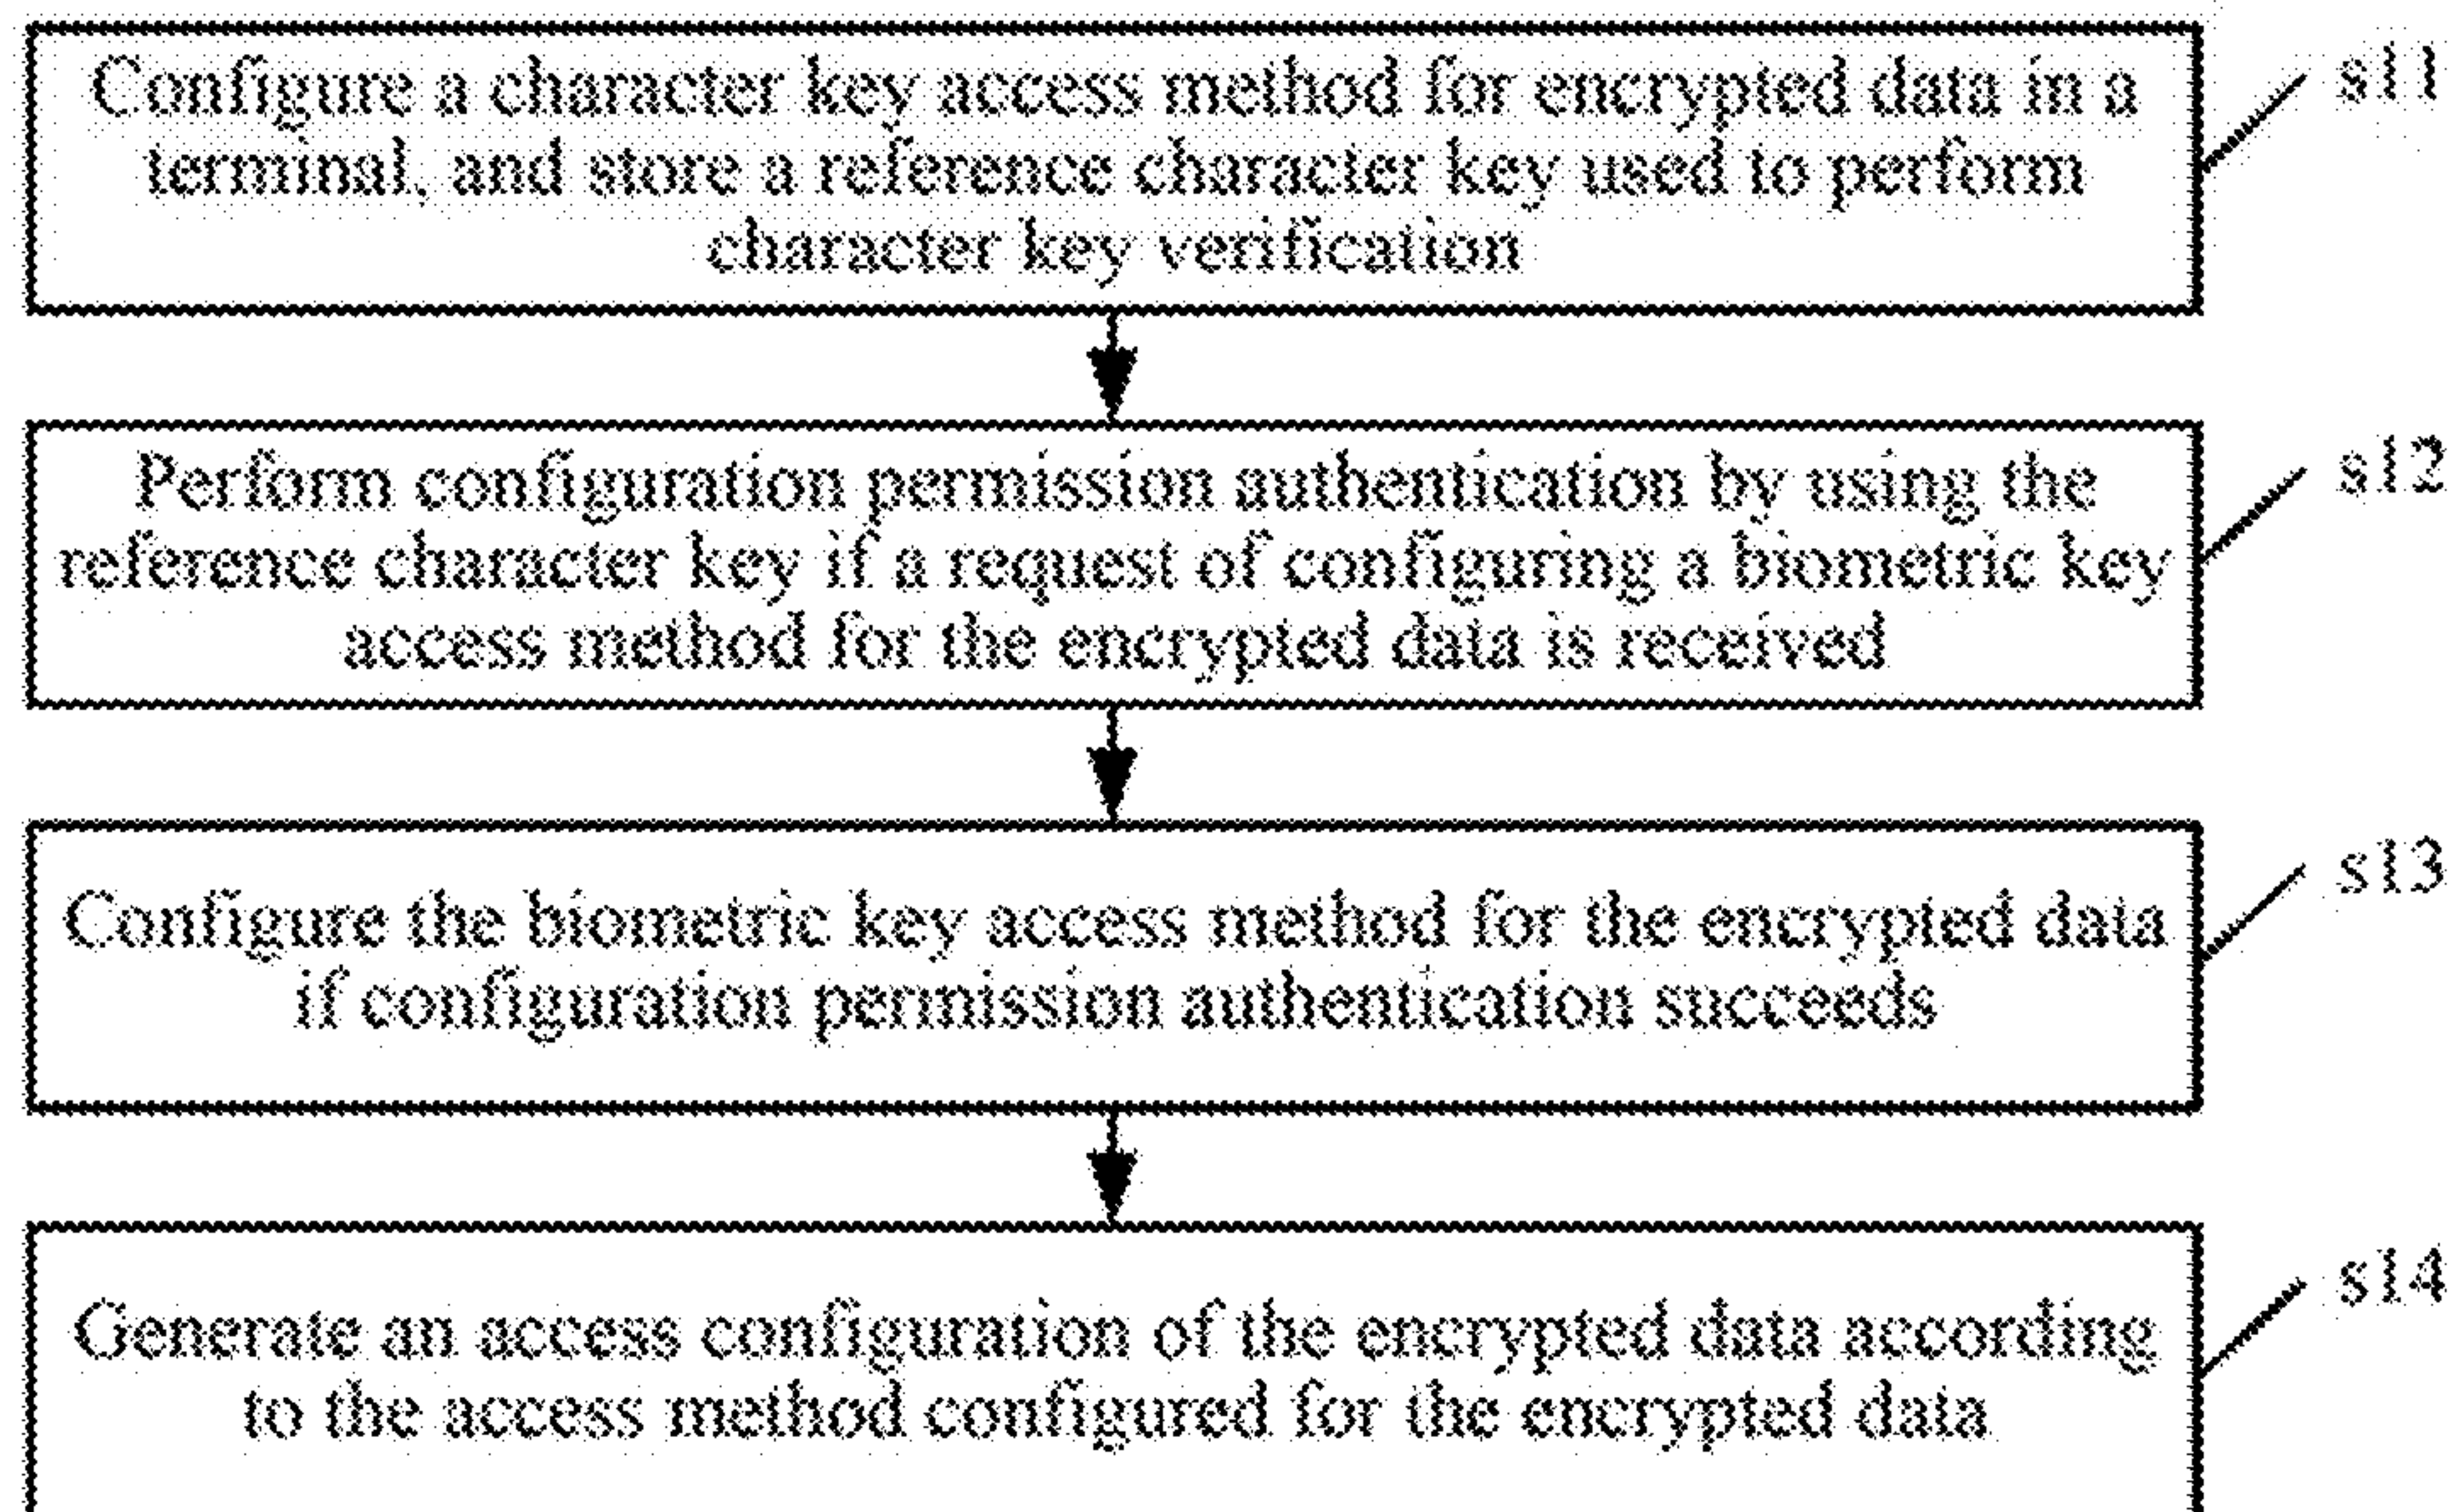 Configure a character key access method for encrypted data in a
terminal, and store a reference character key used to perform
character key verification
s11
Perform configuration permission authentication by using the
reference character key if a request of configuring a biometric key
access method for the encrypted data is received
s12
Configure the biometric key access method for the encrypted data
if configuration permission authentication succeeds
s13
Generate an access configuration of the encrypted data according
to the access method configured for the encrypted data
s14